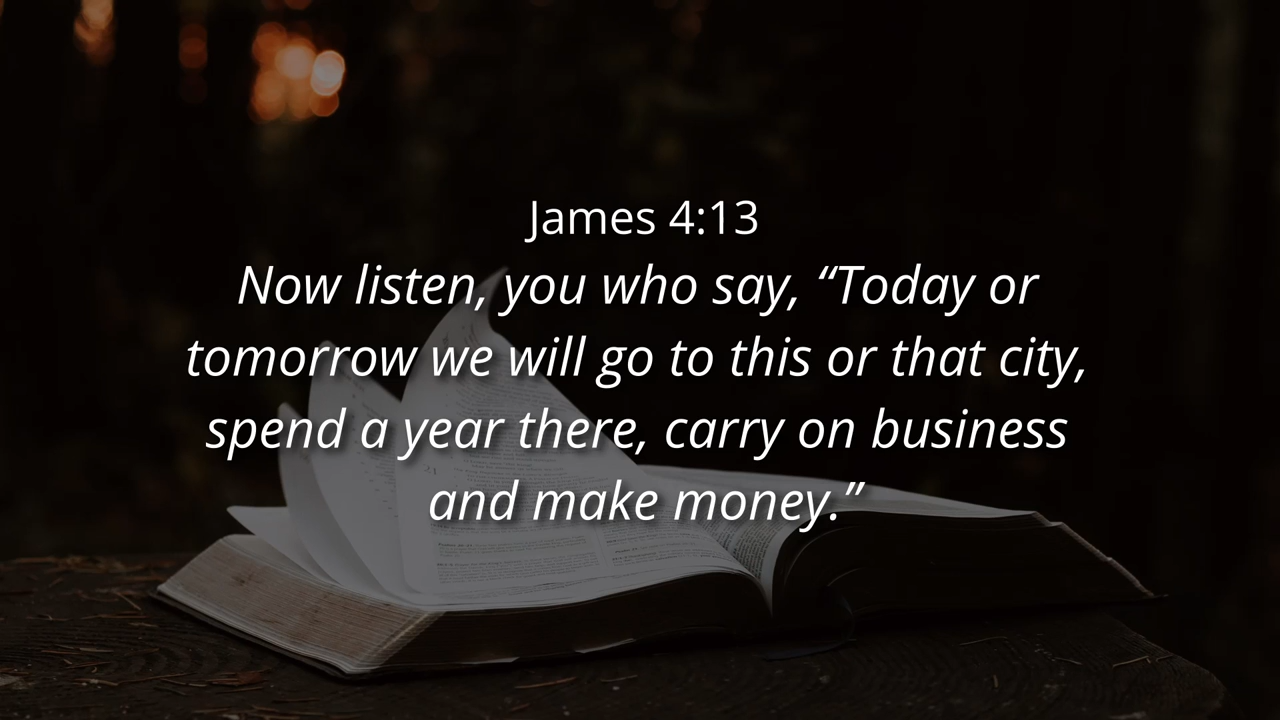 James 4:13
Now listen, you who say, “Today or
tomorrow we will go to this or that city,
spend a year there, carry on business
and make money.”